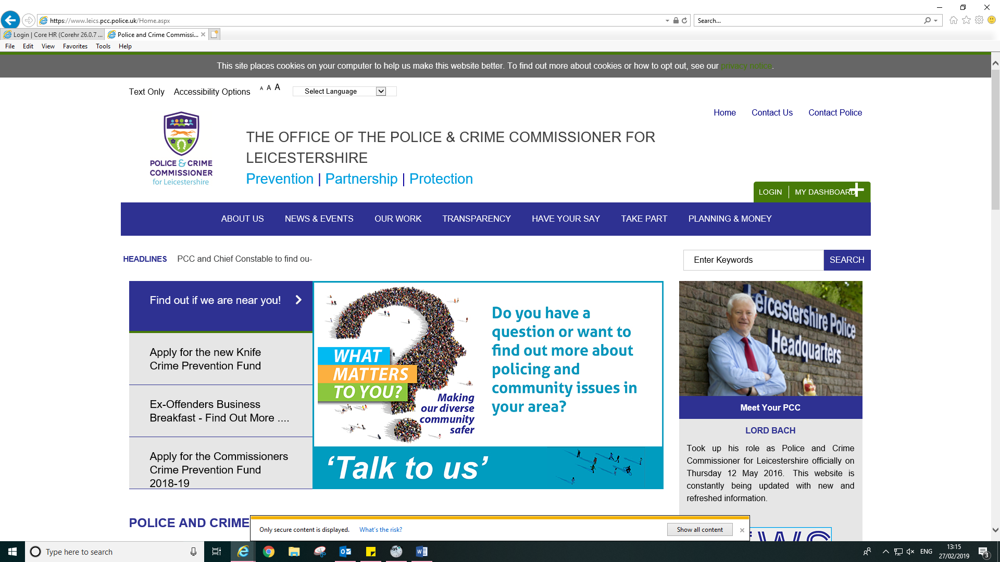 https://www.leics.pcc.police.uk/Home.aspx
Search...
Login | Core HR (Corehr 26.0.7 ...
Police and Crime Commissi...
File Edit View Favorites Tools Help
This site places cookies on your computer to help us make this website better. To find out more about cookies or how to opt out, see our privacy notice.
Text Only Accessibility Options A A A Select Language
Home Contact Us Contact Police
POLICE & CRIME
COMMISSIONER
for Leicestershire
THE OFFICE OF THE POLICE & CRIME COMMISSIONER FOR
LEICESTERSHIRE
Prevention | Partnership | Protection
LOGIN MY DASHBOARD
ABOUT US NEWS & EVENTS OUR WORK TRANSPARENCY HAVE YOUR SAY TAKE PART PLANNING & MONEY
HEADLINES PCC and Chief Constable to find ou-
Enter Keywords SEARCH
Find out if we are near you!
Apply for the new Knife
Crime Prevention Fund
Ex-Offenders Business
Breakfast - Find Out More ....
Apply for the Commissioners
Crime Prevention Fund
2018-19
WHAT
MATTERS
TO YOU?
Making
our diverse
community
safer
Do you have a
question or want to
find out more about
policing and
community issues in
your area?
‘Talk to us’
Leicestershire Police
Headquarters
Meet Your PCC
LORD BACH
Took up his role as Police and Crime
Commissioner for Leicestershire officially on
Thursday 12 May 2016. This website is
constantly being updated with new and
refreshed information.
POLICE AND CRIME
Only secure content is displayed. What's the risk? Show all content
Type here to search
ENG
13:15
27/02/2019
3